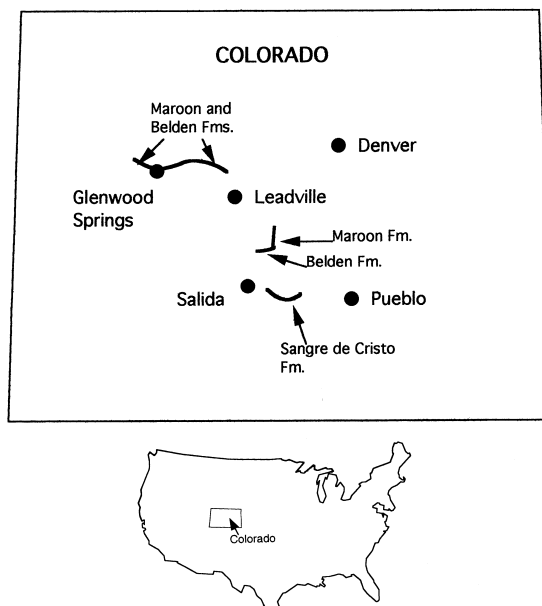 COLORADO
Maroon and
Belden Fms.
Denver
Glenwood
Springs
Leadville
Maroon Fm.
Belden Fm.
Salida
Pueblo
Sangre de Cristo
Fm.
Colorado